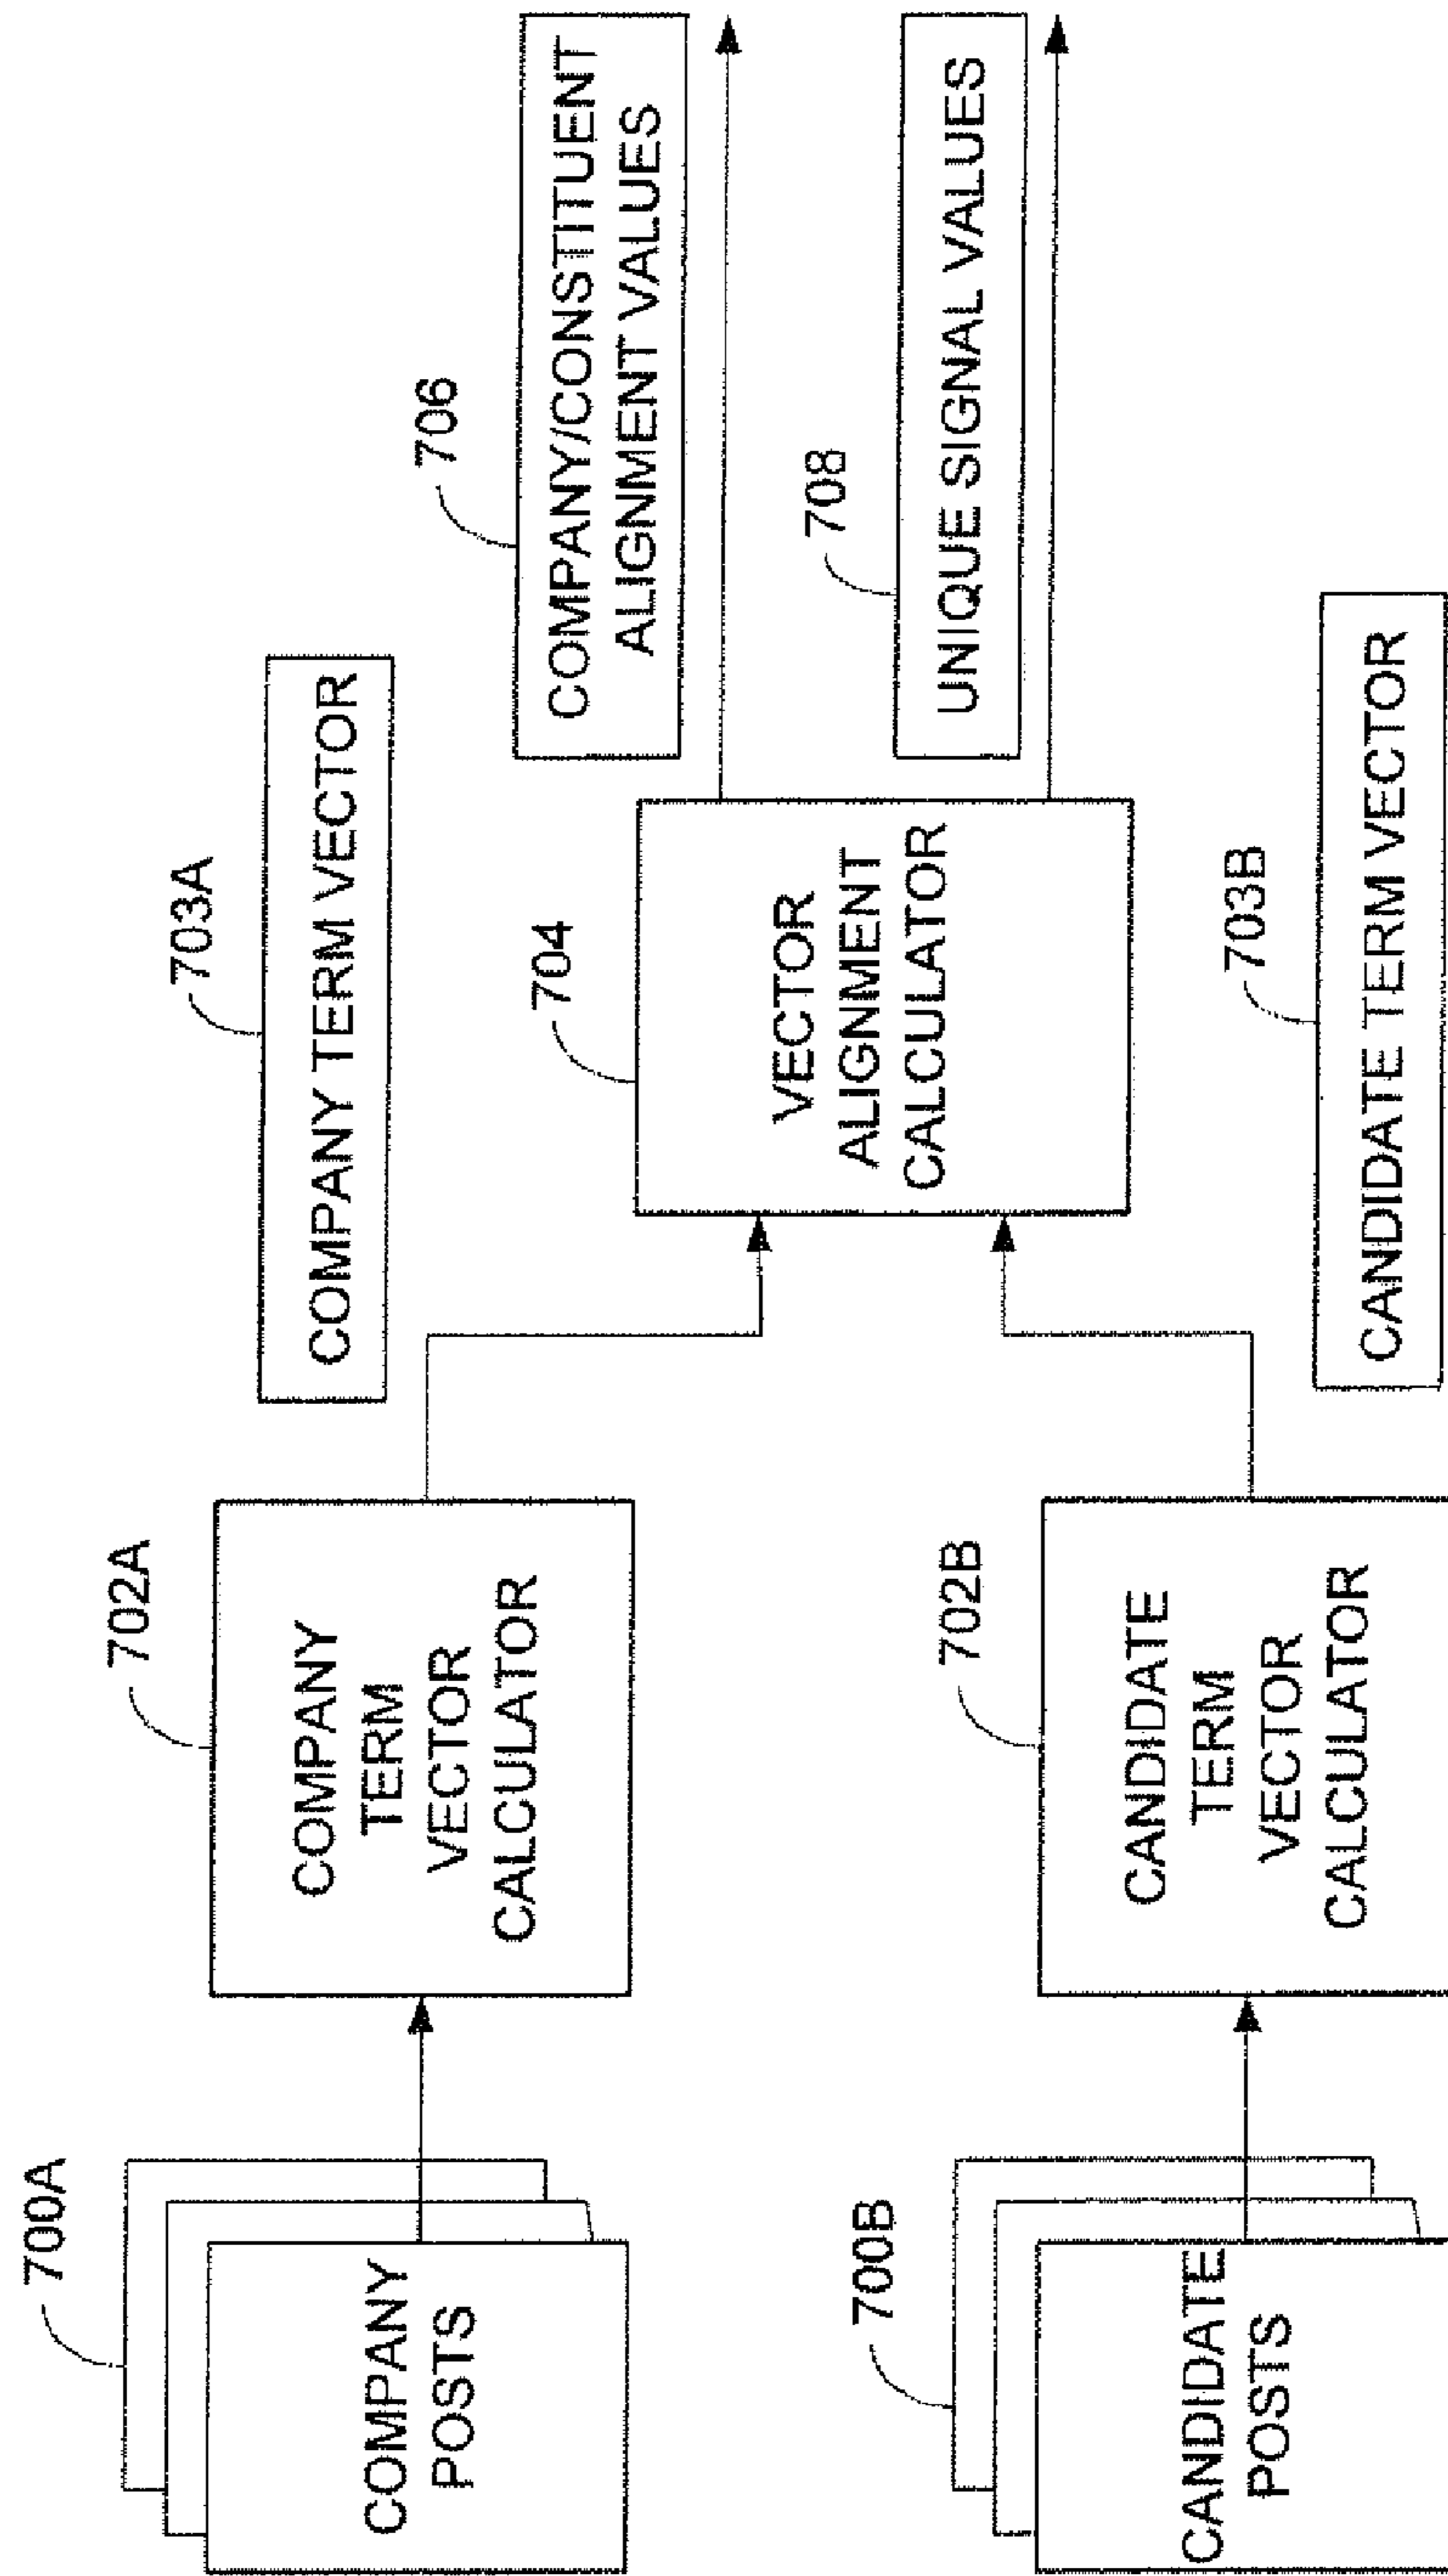 700A
COMPANY
POSTS
702A
COMPANY
TERM
VECTOR
CALCULATOR
703A
COMPANY TERM VECTOR
704
VECTOR
ALIGNMENT
CALCULATOR
706
COMPANY/CONSTITUENT
ALIGNMENT VALUES
708
UNIQUE SIGNAL VALUES
700B
CANDIDATE
POSTS
702B
CANDIDATE
TERM
VECTOR
CALCULATOR
703B
CANDIDATE TERM VECTOR